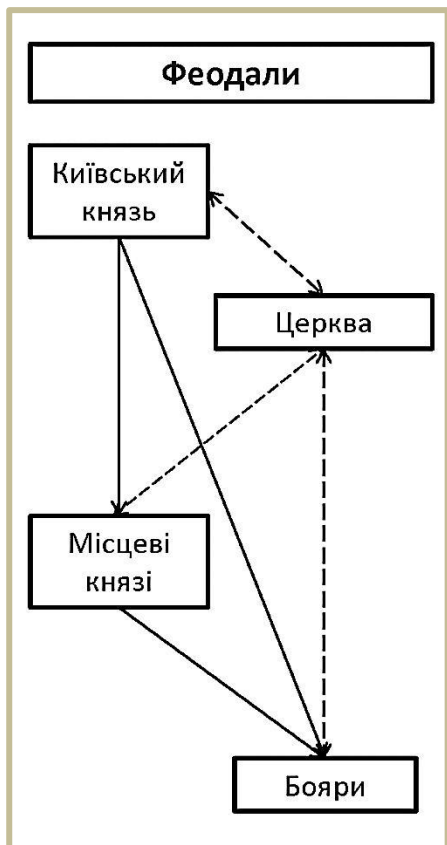 Феодали
Київський
князь
Церква
Місцеві
князі
Бояри